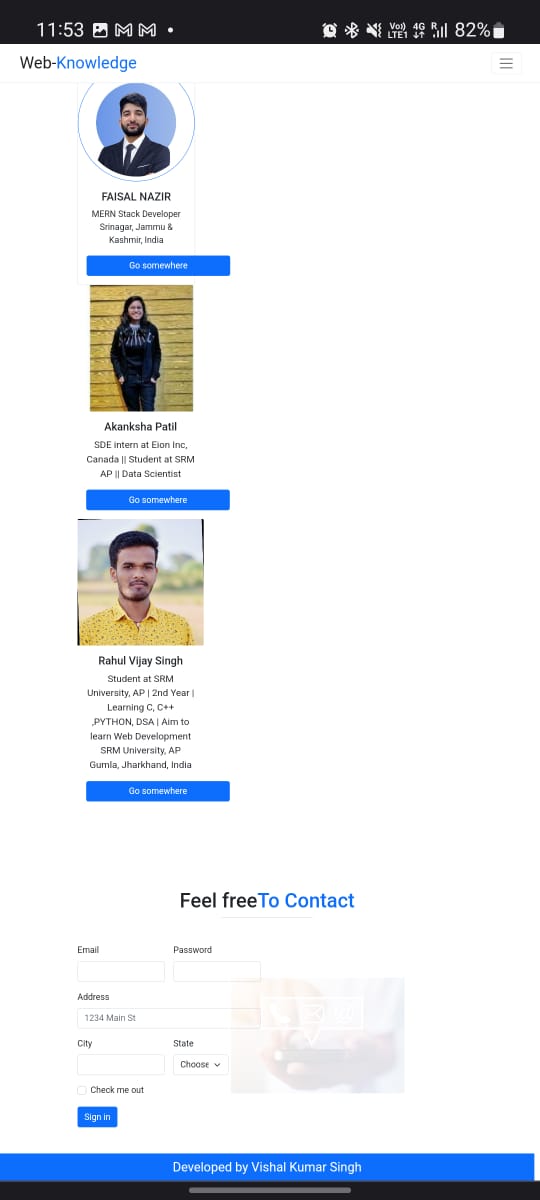 11:53
Vo)) LTE1 4G R 82%
Web-Knowledge
FAISAL NAZIR
MERN Stack Developer
Srinagar, Jammu &
Kashmir, India
Go somewhere
Akanksha Patil
SDE intern at Eion Inc,
Canada || Student at SRM
AP || Data Scientist
Go somewhere
Rahul Vijay Singh
Student at SRM
University, AP | 2nd Year |
Learning C, C++
,PYTHON, DSA | Aim to
learn Web Development
SRM University, AP
Gumla, Jharkhand, India
Go somewhere
Feel freeTo Contact
Email Password
Address
1234 Main St
City State
Choose
Check me out
Sign in
Developed by Vishal Kumar Singh